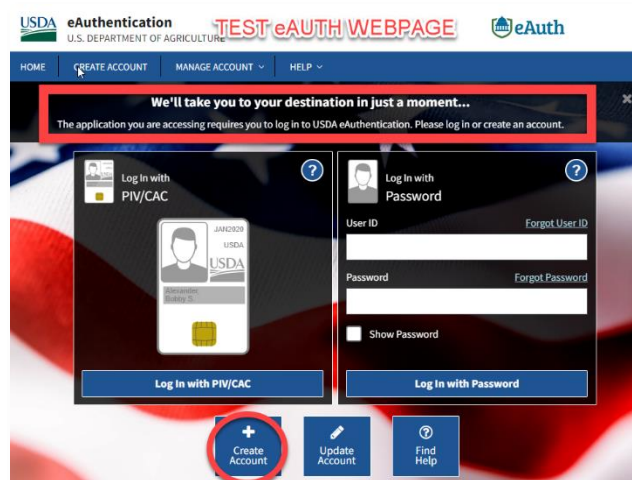 USDA eAuthentication
U.S. DEPARTMENT OF AGRICULTURE
TEST eAUTH WEBPAGE
eAuth
HOME CREATE ACCOUNT MANAGE ACCOUNT HELP
We'll take you to your destination in just a moment...
The application you are accessing requires you to log in to USDA eAuthentication. Please log in or create an account.
Log In with
PIV/CAC
?
JAN2020
USDA
USDA
Alexander,
Bobby S.
Log In with PIV/CAC
Log In with
Password
?
User ID Forgot User ID
Password Forgot Password
Show Password
Log In with Password
Create
Account
Update
Account
?
Find
Help